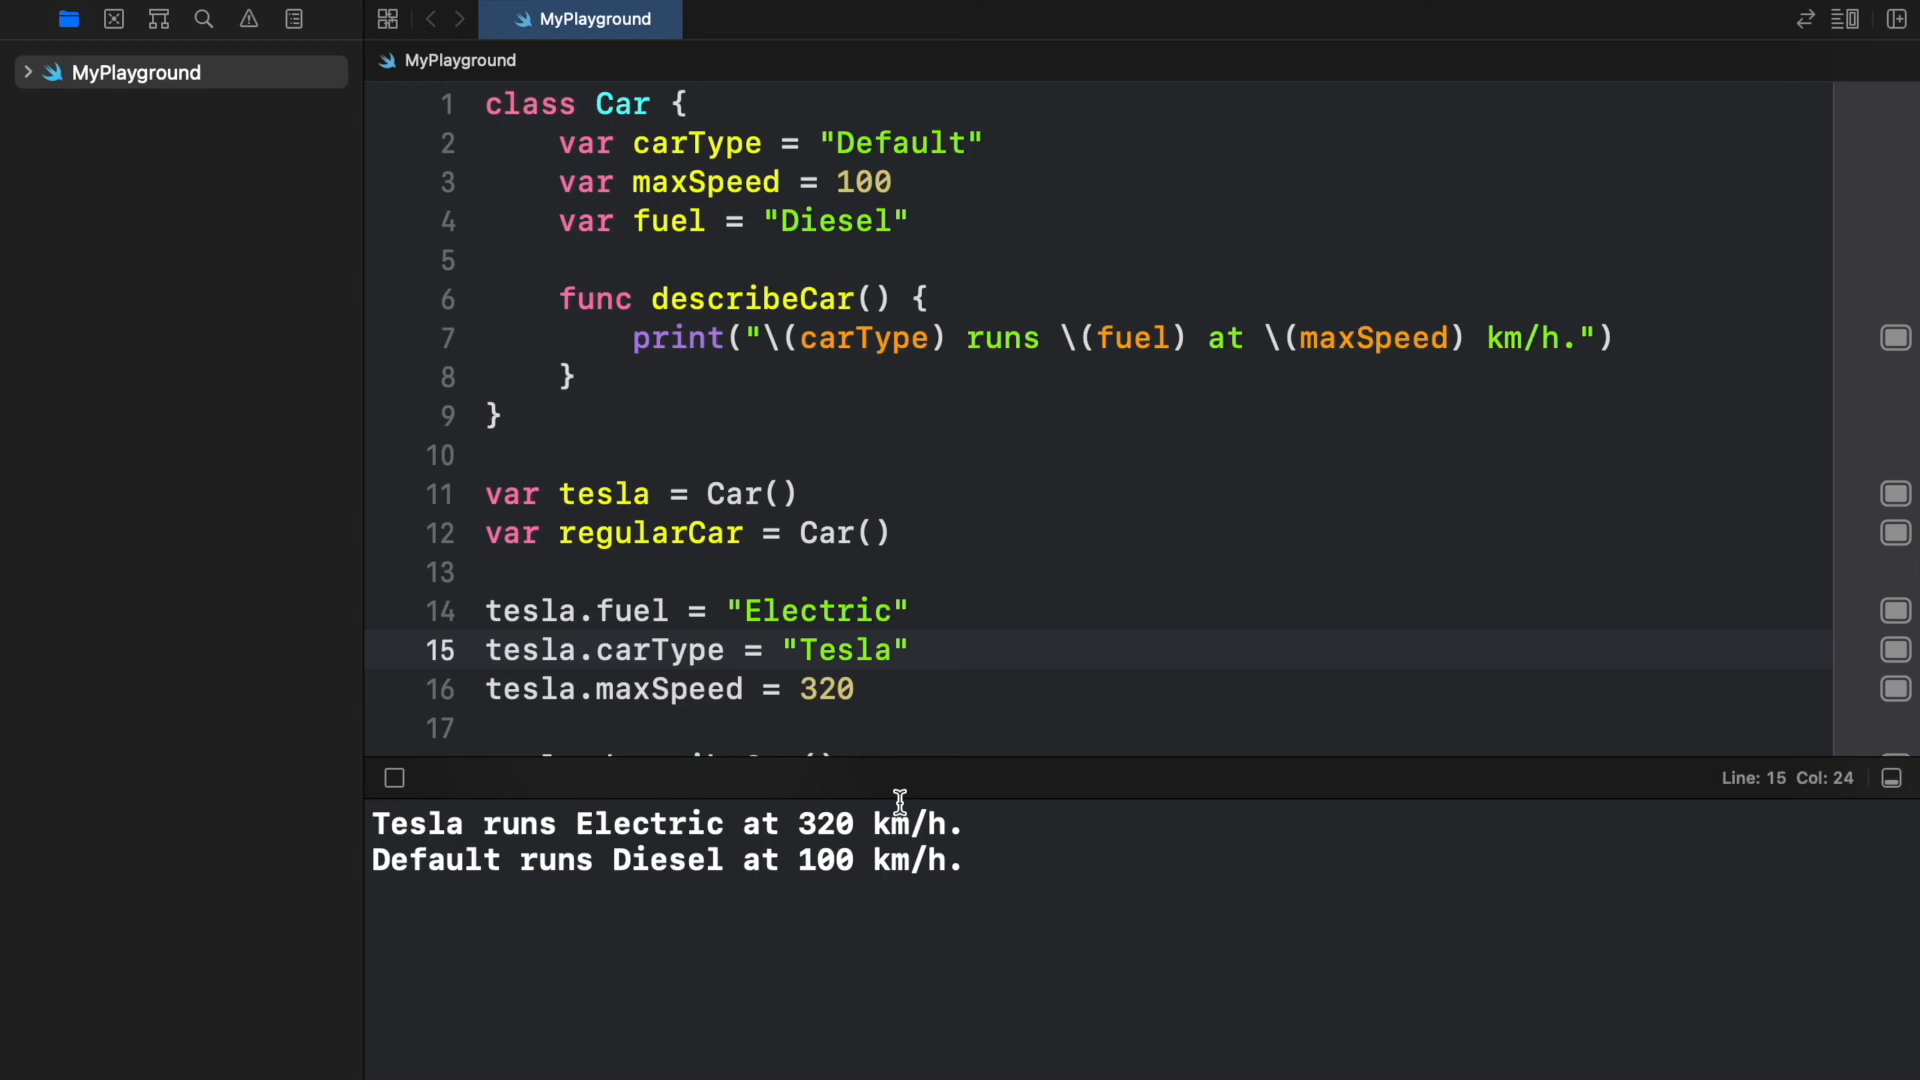 MyPlayground
MyPlayground
MyPlayground
1 class Car {
2 var carType = "Default"
3 var maxSpeed = 100
4 var fuel = "Diesel"
5
6 func describeCar() {
7 print("\(carType) runs \(fuel) at \(maxSpeed) km/h.")
8 }
9 }
10
11 var tesla = Car()
12 var regularCar = Car()
13
14 tesla.fuel = "Electric"
15 tesla.carType = "Tesla"
16 tesla.maxSpeed = 320
17
Line: 15 Col: 24
Tesla runs Electric at 320 km/h.
Default runs Diesel at 100 km/h.